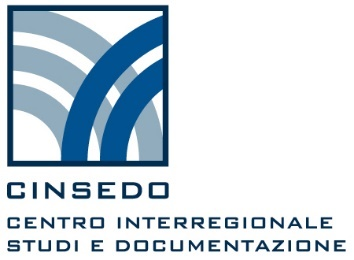 CINSEDO
CENTRO INTERREGIONALE
STUDI E DOCUMENTAZIONE